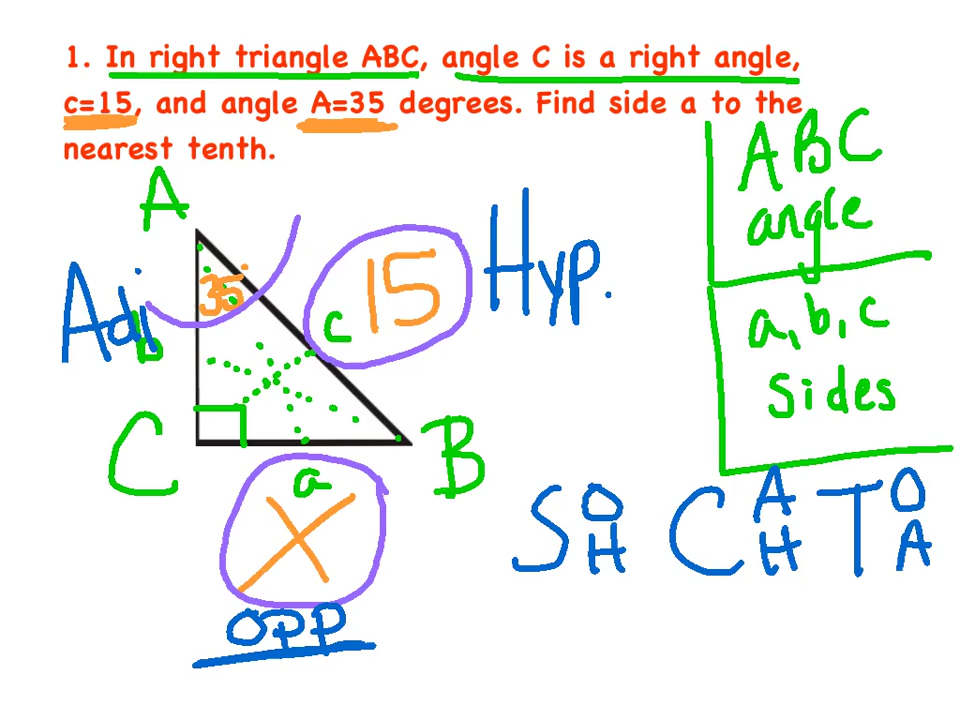 1. In right triangle ABC, angle C is a right angle,
c=15, and angle A=35 degrees. Find side a to the
nearest tenth.
A
ABC
angle
Adj
35°
15
Hyp.
b
c
a, b, c
sides
C
B
a
X
opp
S O H C A H T O A